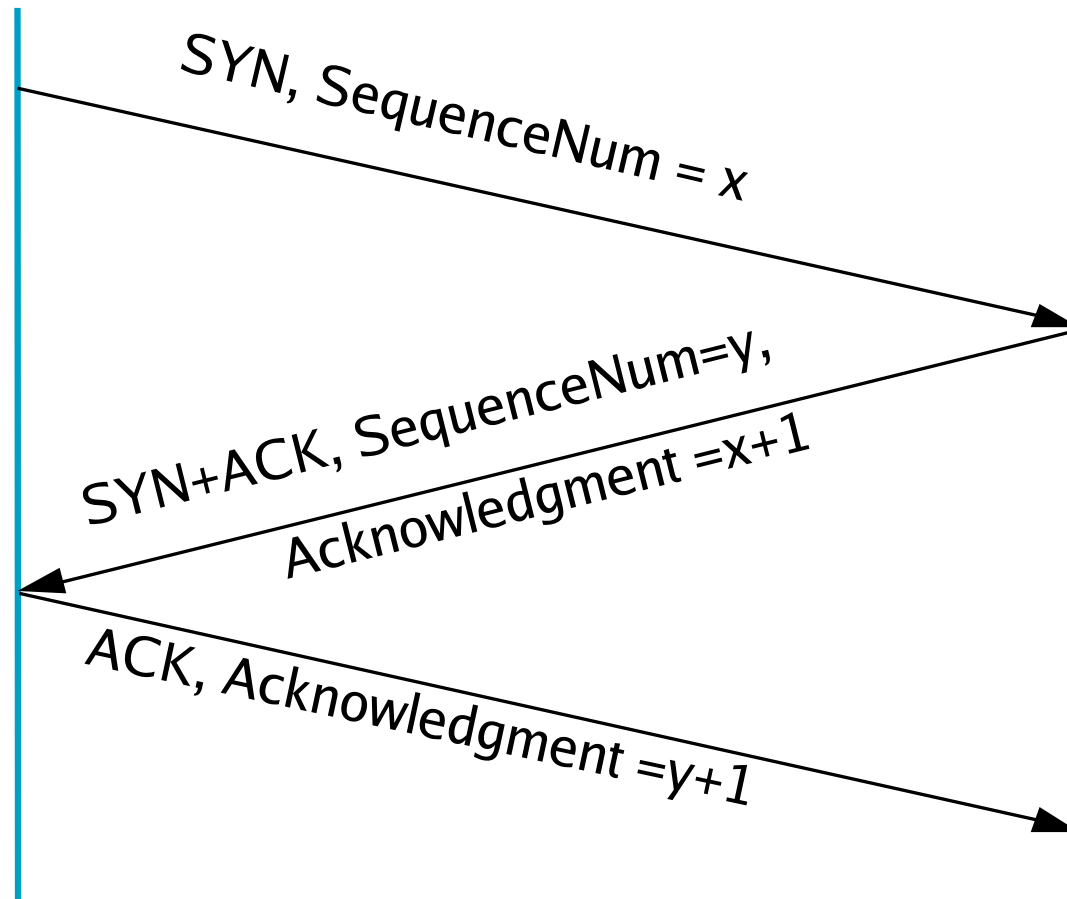 SYN, SequenceNum = x
SYN+ACK, SequenceNum=y,
Acknowledgment =x+1
ACK, Acknowledgment =y+1